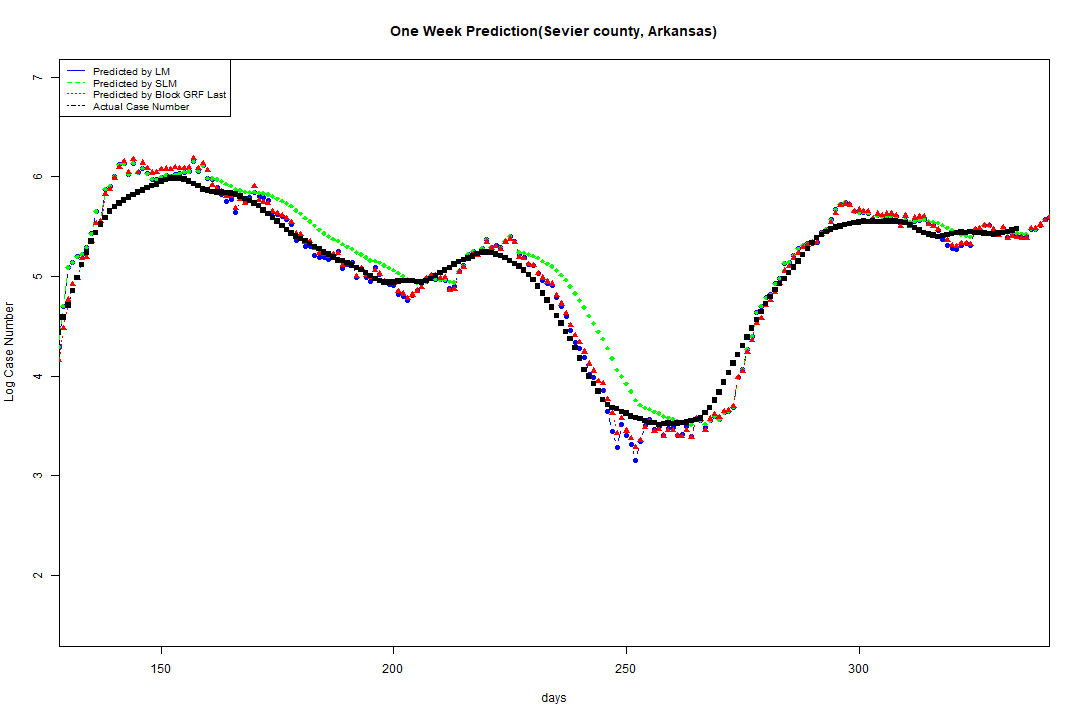 One Week Prediction(Sevier county, Arkansas)
Predicted by LM
Predicted by SLM
Predicted by Block GRF Last
Actual Case Number
7
6
5
4
3
2
Log Case Number
150 200 250 300
days